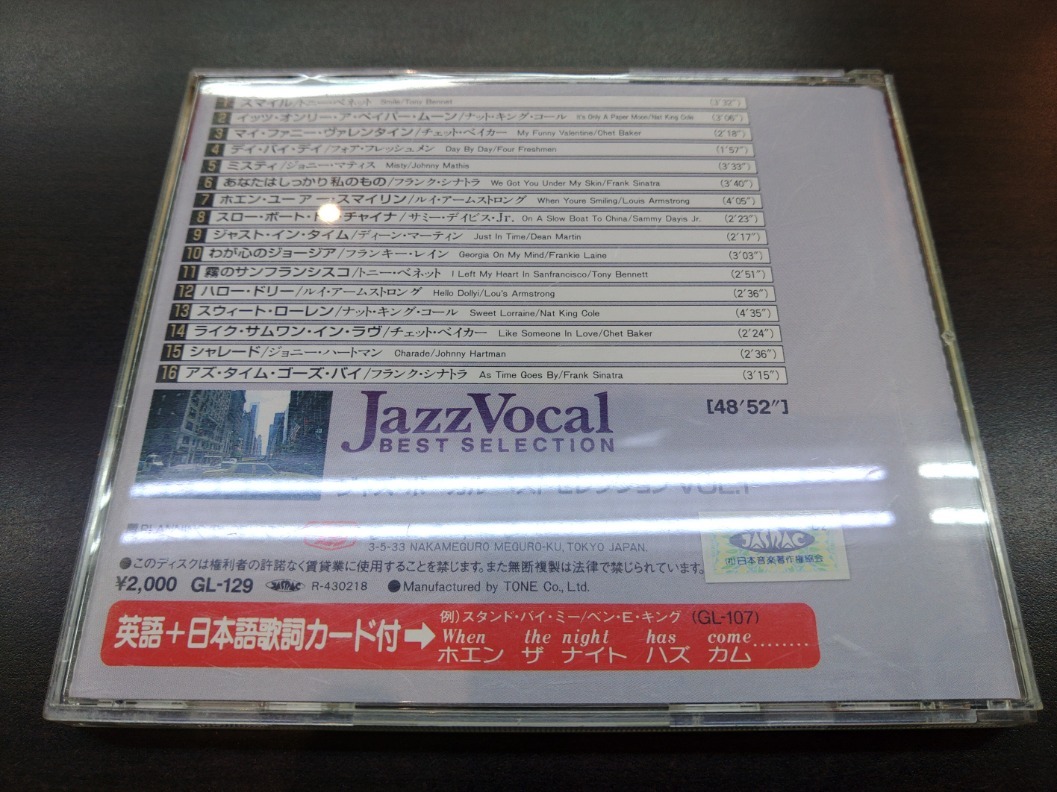 1 スマイル/トニー・ベネット Smile/Tony Bennet (3'32")
2 イッツ・オンリー・ア・ペイパー・ムーン/ナット・キング・コール It's Only A Paper Moon/Nat King Cole (3'06")
3 マイ・ファニー・ヴァレンタイン/チェット・ベイカー My Funny Valentine/Chet Baker (2'18")
4 デイ・バイ・デイ/フォア・フレッシュメン Day By Day/Four Freshmen (1'57")
5 ミスティ/ジョニー・マティス Misty/Johnny Mathis (3'33")
6 あなたはしっかり私のもの/フランク・シナトラ We Got You Under My Skin/Frank Sinatra (3'40")
7 ホエン・ユー・アー・スマイリン/ルイ・アームストロング When Youre Smiling/Louis Armstrong (4'05")
8 スロー・ボート・チャイナ/サミー・デイビス・Jr. On A Slow Boat To China/Sammy Davis Jr. (2'23")
9 ジャスト・イン・タイム/ディーン・マーティン Just In Time/Dean Martin (2'17")
10 わが心のジョージア/フランキー・レイン Georgia On My Mind/Frankie Laine (3'03")
11 霧のサンフランシスコ/トニー・ベネット I Left My Heart In Sanfrancisco/Tony Bennett (2'51")
12 ハロー・ドリー/ルイ・アームストロング Hello Dollyi/Lou's Armstrong (2'36")
13 スウィート・ローレン/ナット・キング・コール Sweet Lorraine/Nat King Cole (4'35")
14 ライク・サムワン・イン・ラヴ/チェット・ベイカー Like Someone In Love/Chet Baker (2'24")
15 シャレード/ジョニー・ハートマン Charade/Johnny Hartman (2'36")
16 アズ・タイム・ゴーズ・バイ/フランク・シナトラ As Time Goes By/Frank Sinatra (3'15")
Jazz Vocal [48'52"]
BEST SELECTION
VOL.1
3-5-33 NAKAMEGURO MEGURO-KU, TOKYO JAPAN.
JASRAC
(社)日本音楽著作権協会
●このディスクは権利者の許諾なく賃貸業に使用することを禁じます。また無断複製は法律で禁じられています。
¥2,000 GL-129 JASRAC R-430218 ●Manufactured by TONE Co., Ltd.
英語+日本語歌詞カード付➡
例)スタンド・バイ・ミー/ベン・E・キング (GL-107)
When the night has come........
ホエン ザ ナイト ハズ カム